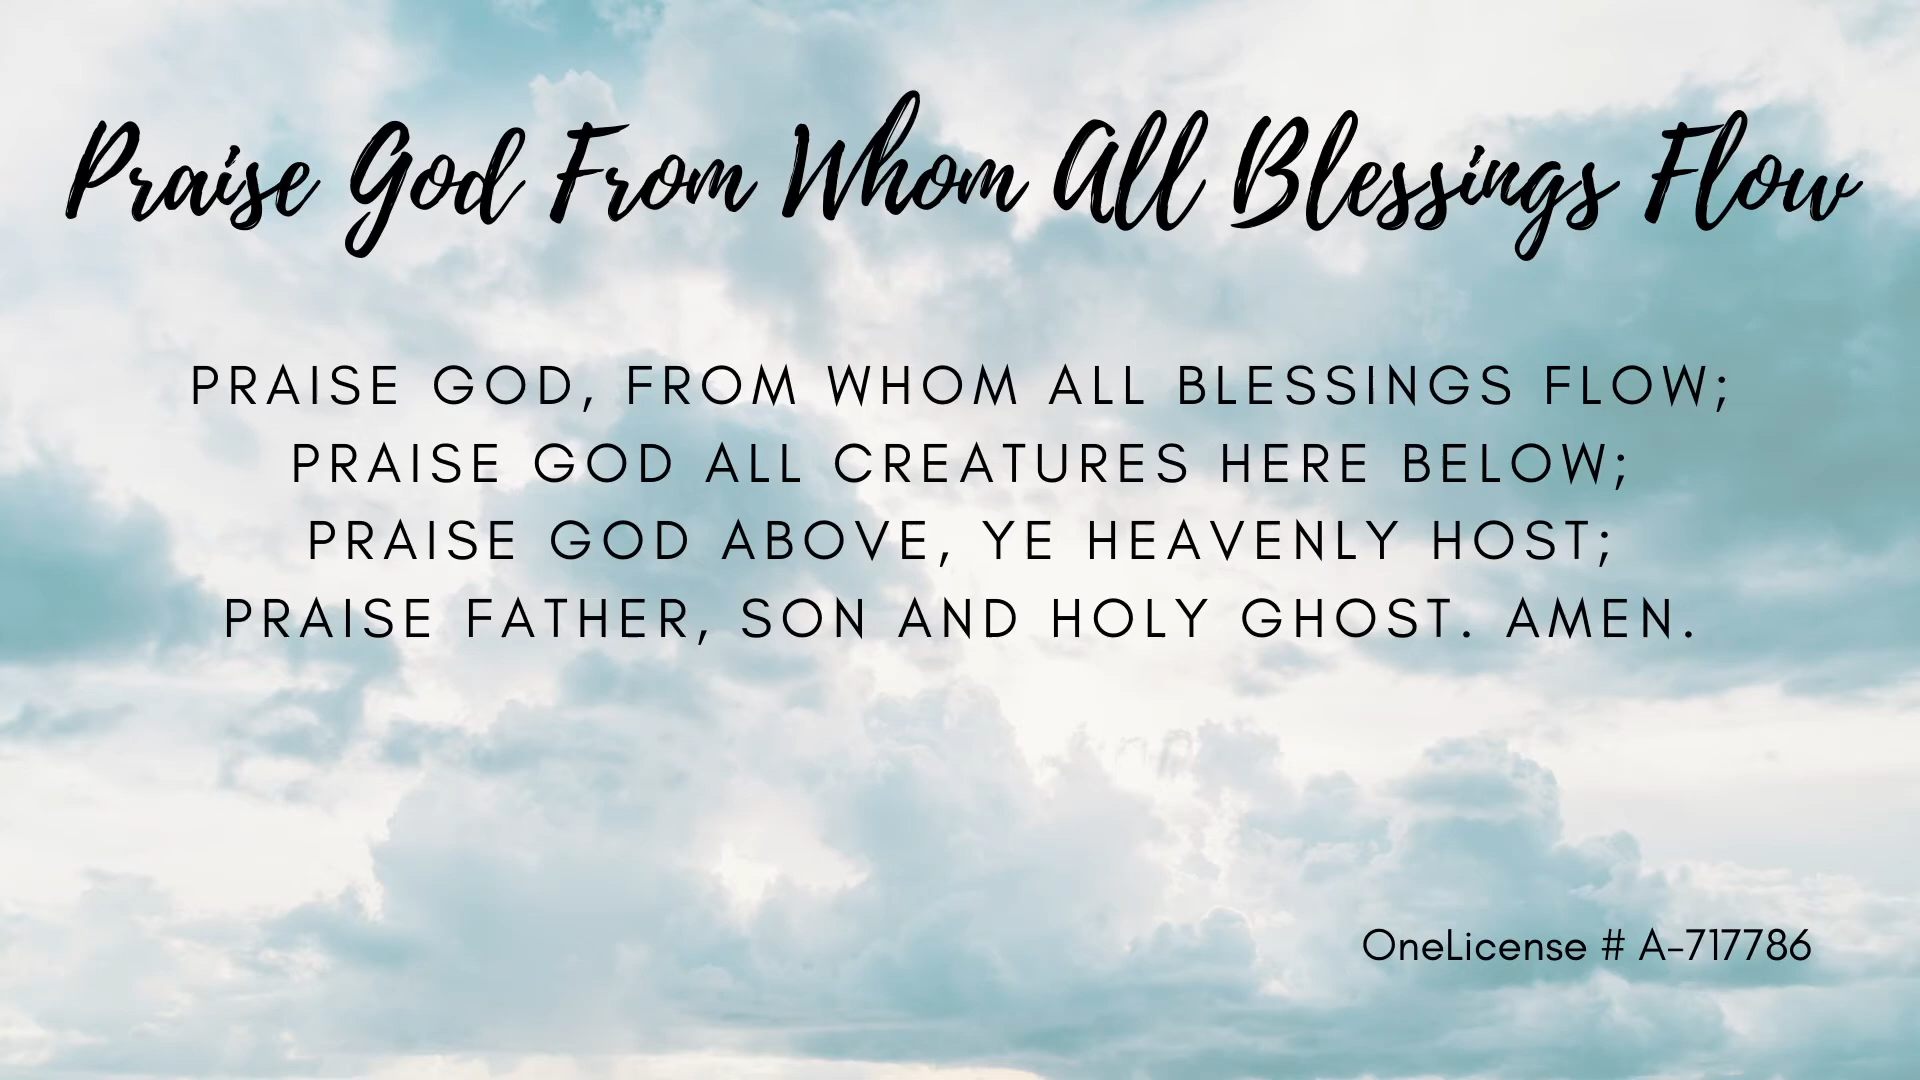 Praise God From Whom All Blessings Flow
PRAISE GOD, FROM WHOM ALL BLESSINGS FLOW;
PRAISE GOD ALL CREATURES HERE BELOW;
PRAISE GOD ABOVE, YE HEAVENLY HOST;
PRAISE FATHER, SON AND HOLY GHOST. AMEN.
OneLicense # A-717786